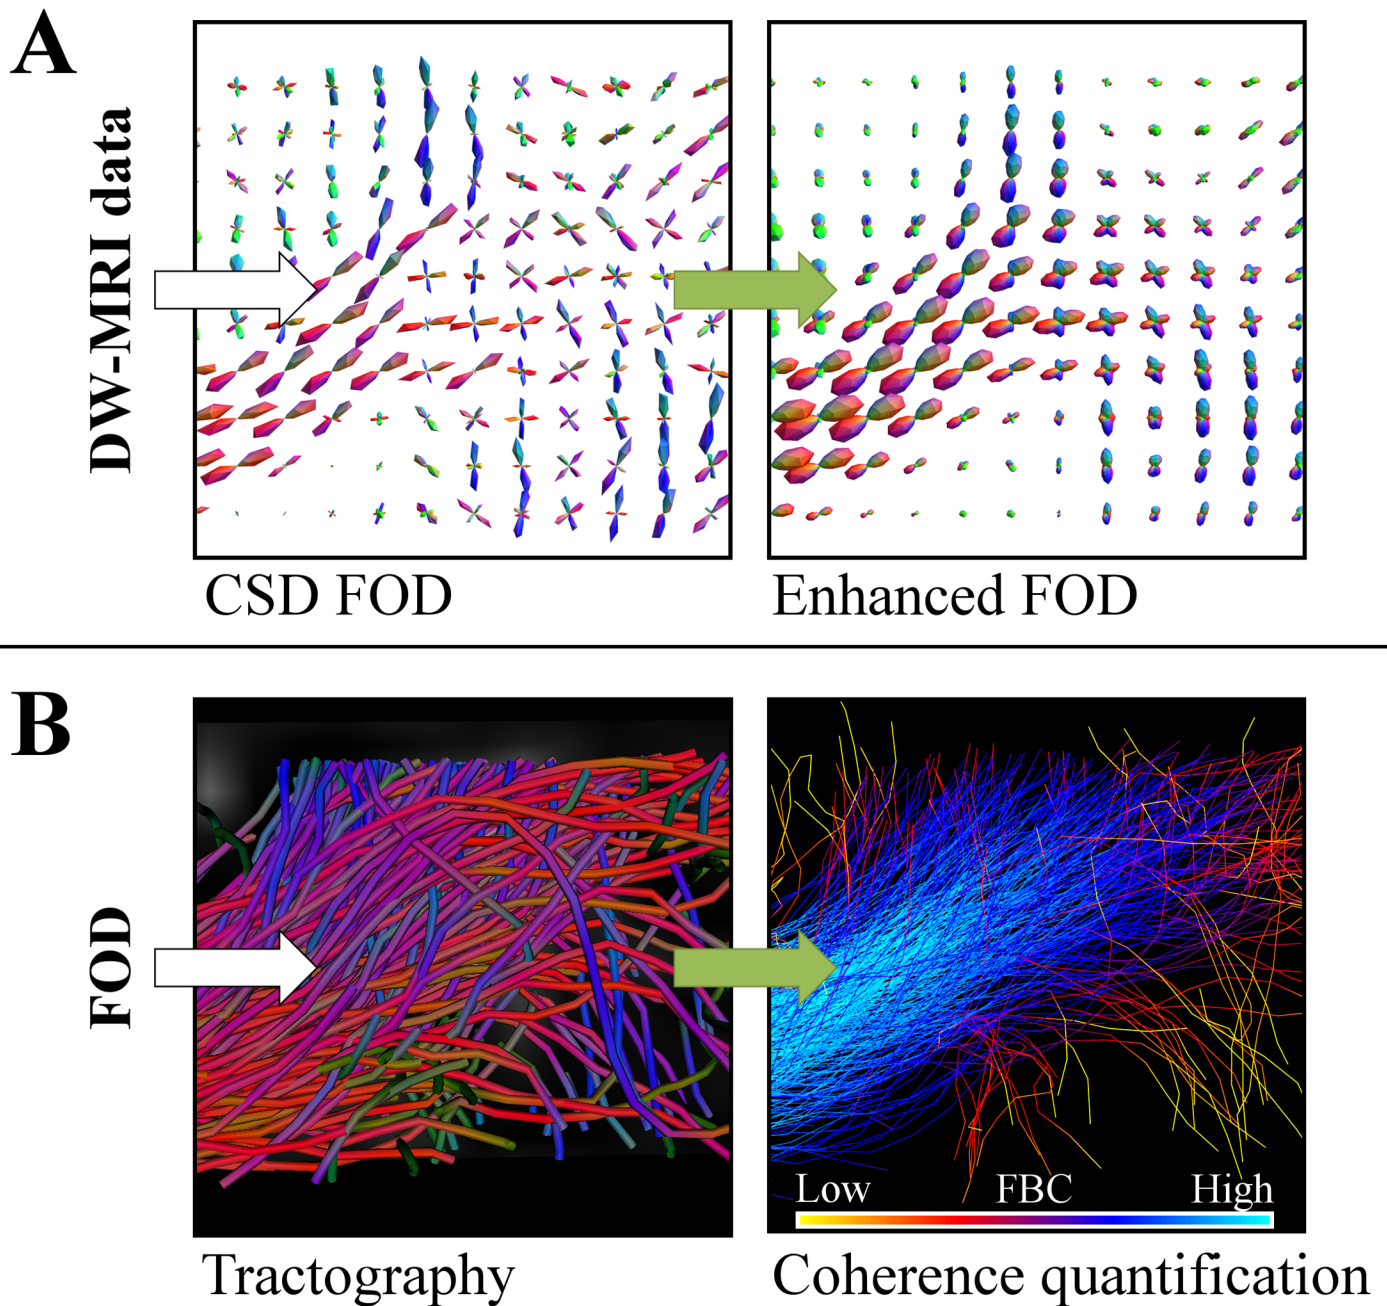 A
DW-MRI data
CSD FOD
Enhanced FOD
B
FOD
Low FBC High
Tractography
Coherence quantification